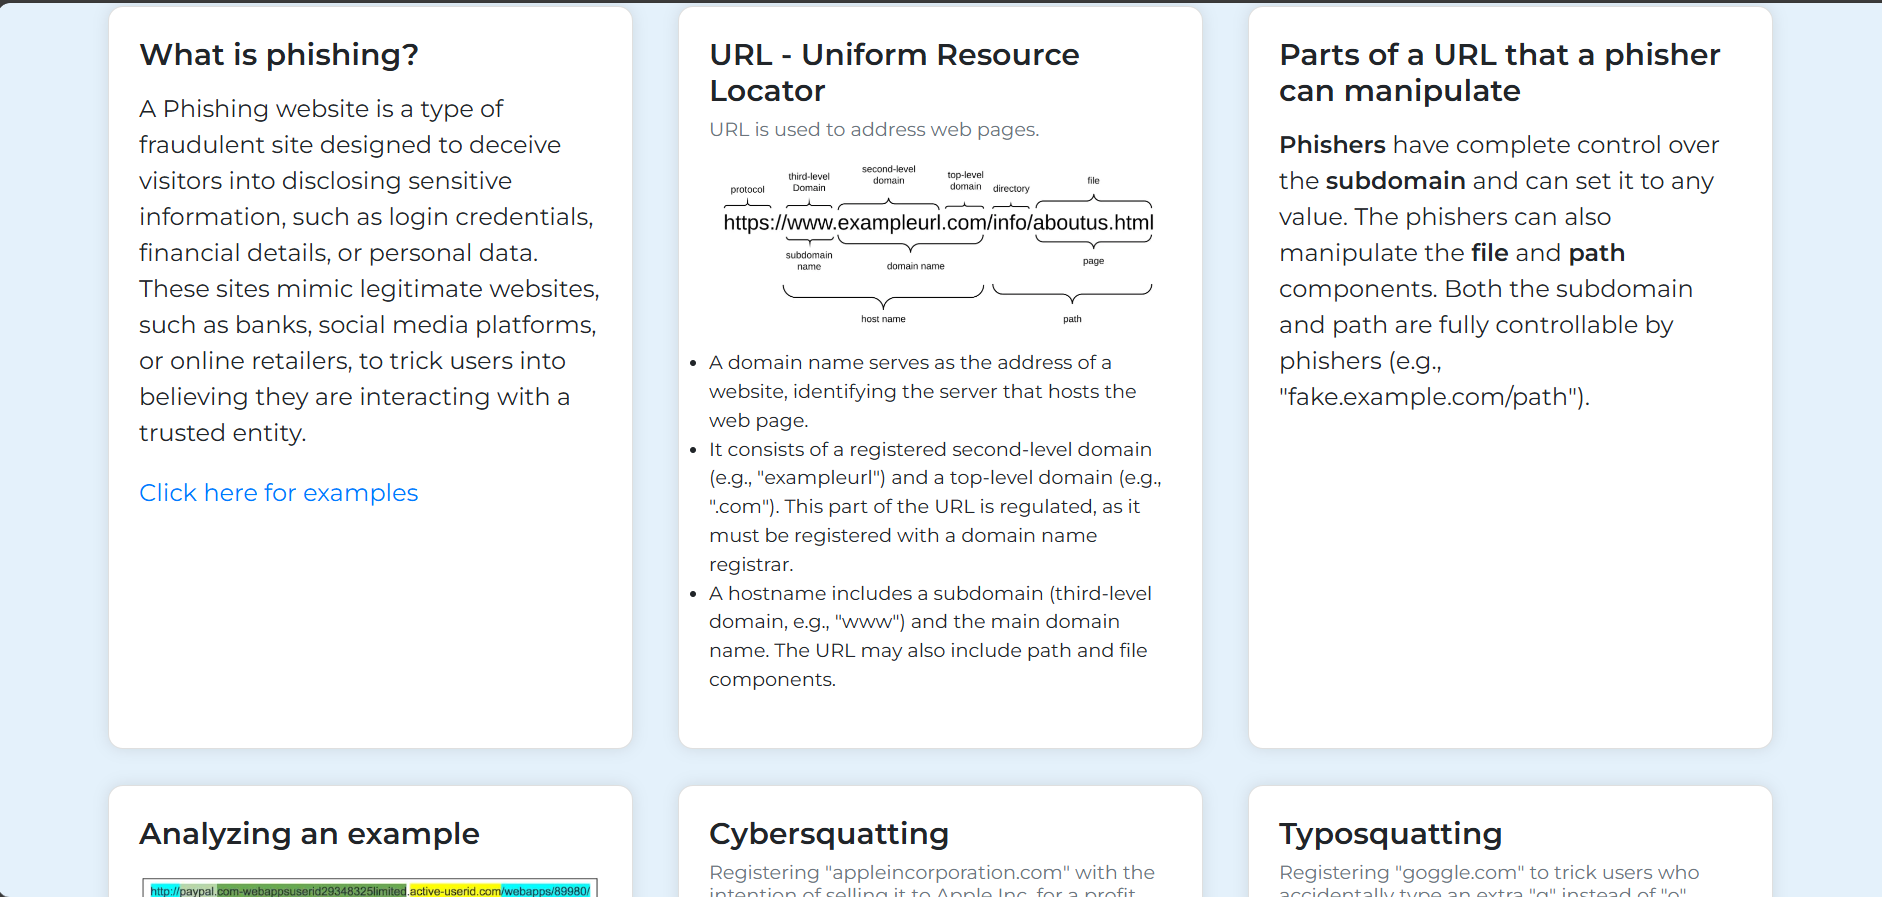 What is phishing?
A Phishing website is a type of
fraudulent site designed to deceive
visitors into disclosing sensitive
information, such as login credentials,
financial details, or personal data.
These sites mimic legitimate websites,
such as banks, social media platforms,
or online retailers, to trick users into
believing they are interacting with a
trusted entity.
Click here for examples
URL - Uniform Resource
Locator
URL is used to address web pages.
protocol
third-level
Domain
second-level
domain
top-level
domain
directory
file
https://www.exampleurl.com/info/aboutus.html
subdomain
name
domain name
page
host name
path
• A domain name serves as the address of a
website, identifying the server that hosts the
web page.
• It consists of a registered second-level domain
(e.g., "exampleurl") and a top-level domain (e.g.,
".com"). This part of the URL is regulated, as it
must be registered with a domain name
registrar.
• A hostname includes a subdomain (third-level
domain, e.g., "www") and the main domain
name. The URL may also include path and file
components.
Parts of a URL that a phisher
can manipulate
Phishers have complete control over
the subdomain and can set it to any
value. The phishers can also
manipulate the file and path
components. Both the subdomain
and path are fully controllable by
phishers (e.g.,
"fake.example.com/path").
Analyzing an example
http://paypal.com-webappsuserid29348325limited.active-userid.com/webapps/89980/
Cybersquatting
Registering "appleincorporation.com" with the
intention of selling it to Apple Inc. for a profit
Typosquatting
Registering "goggle.com" to trick users who
accidentally type an extra "g" instead of "o"